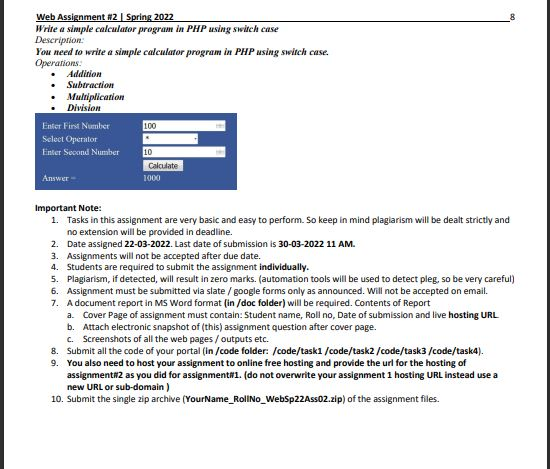 Web Assignment #2 | Spring 2022 8
Write a simple calculator program in PHP using switch case
Description:
You need to write a simple calculator program in PHP using switch case.
Operations:
• Addition
• Subtraction
• Multiplication
• Division
Enter First Number 100
Select Operator *
Enter Second Number 10
Calculate
Answer = 1000
Important Note:
1. Tasks in this assignment are very basic and easy to perform. So keep in mind plagiarism will be dealt strictly and
no extension will be provided in deadline.
2. Date assigned 22-03-2022. Last date of submission is 30-03-2022 11 AM.
3. Assignments will not be accepted after due date.
4. Students are required to submit the assignment individually.
5. Plagiarism, if detected, will result in zero marks. (automation tools will be used to detect pleg, so be very careful)
6. Assignment must be submitted via slate / google forms only as announced. Will not be accepted on email.
7. A document report in MS Word format (in /doc folder) will be required. Contents of Report
a. Cover Page of assignment must contain: Student name, Roll no, Date of submission and live hosting URL.
b. Attach electronic snapshot of (this) assignment question after cover page.
c. Screenshots of all the web pages / outputs etc.
8. Submit all the code of your portal (in /code folder: /code/task1 /code/task2 /code/task3 /code/task4).
9. You also need to host your assignment to online free hosting and provide the url for the hosting of
assignment#2 as you did for assignment#1. (do not overwrite your assignment 1 hosting URL instead use a
new URL or sub-domain )
10. Submit the single zip archive (YourName_RollNo_WebSp22Ass02.zip) of the assignment files.